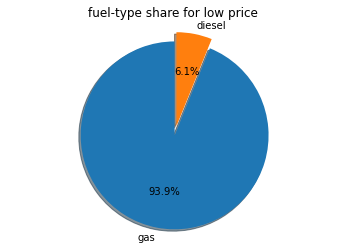 fuel-type share for low price
diesel
6.1%
93.9%
gas